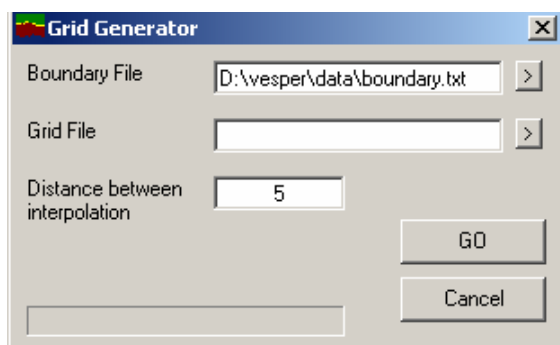 Grid Generator
Boundary File
D:\vesper\data\boundary.txt
>
Grid File
>
Distance between
interpolation
5
GO
Cancel